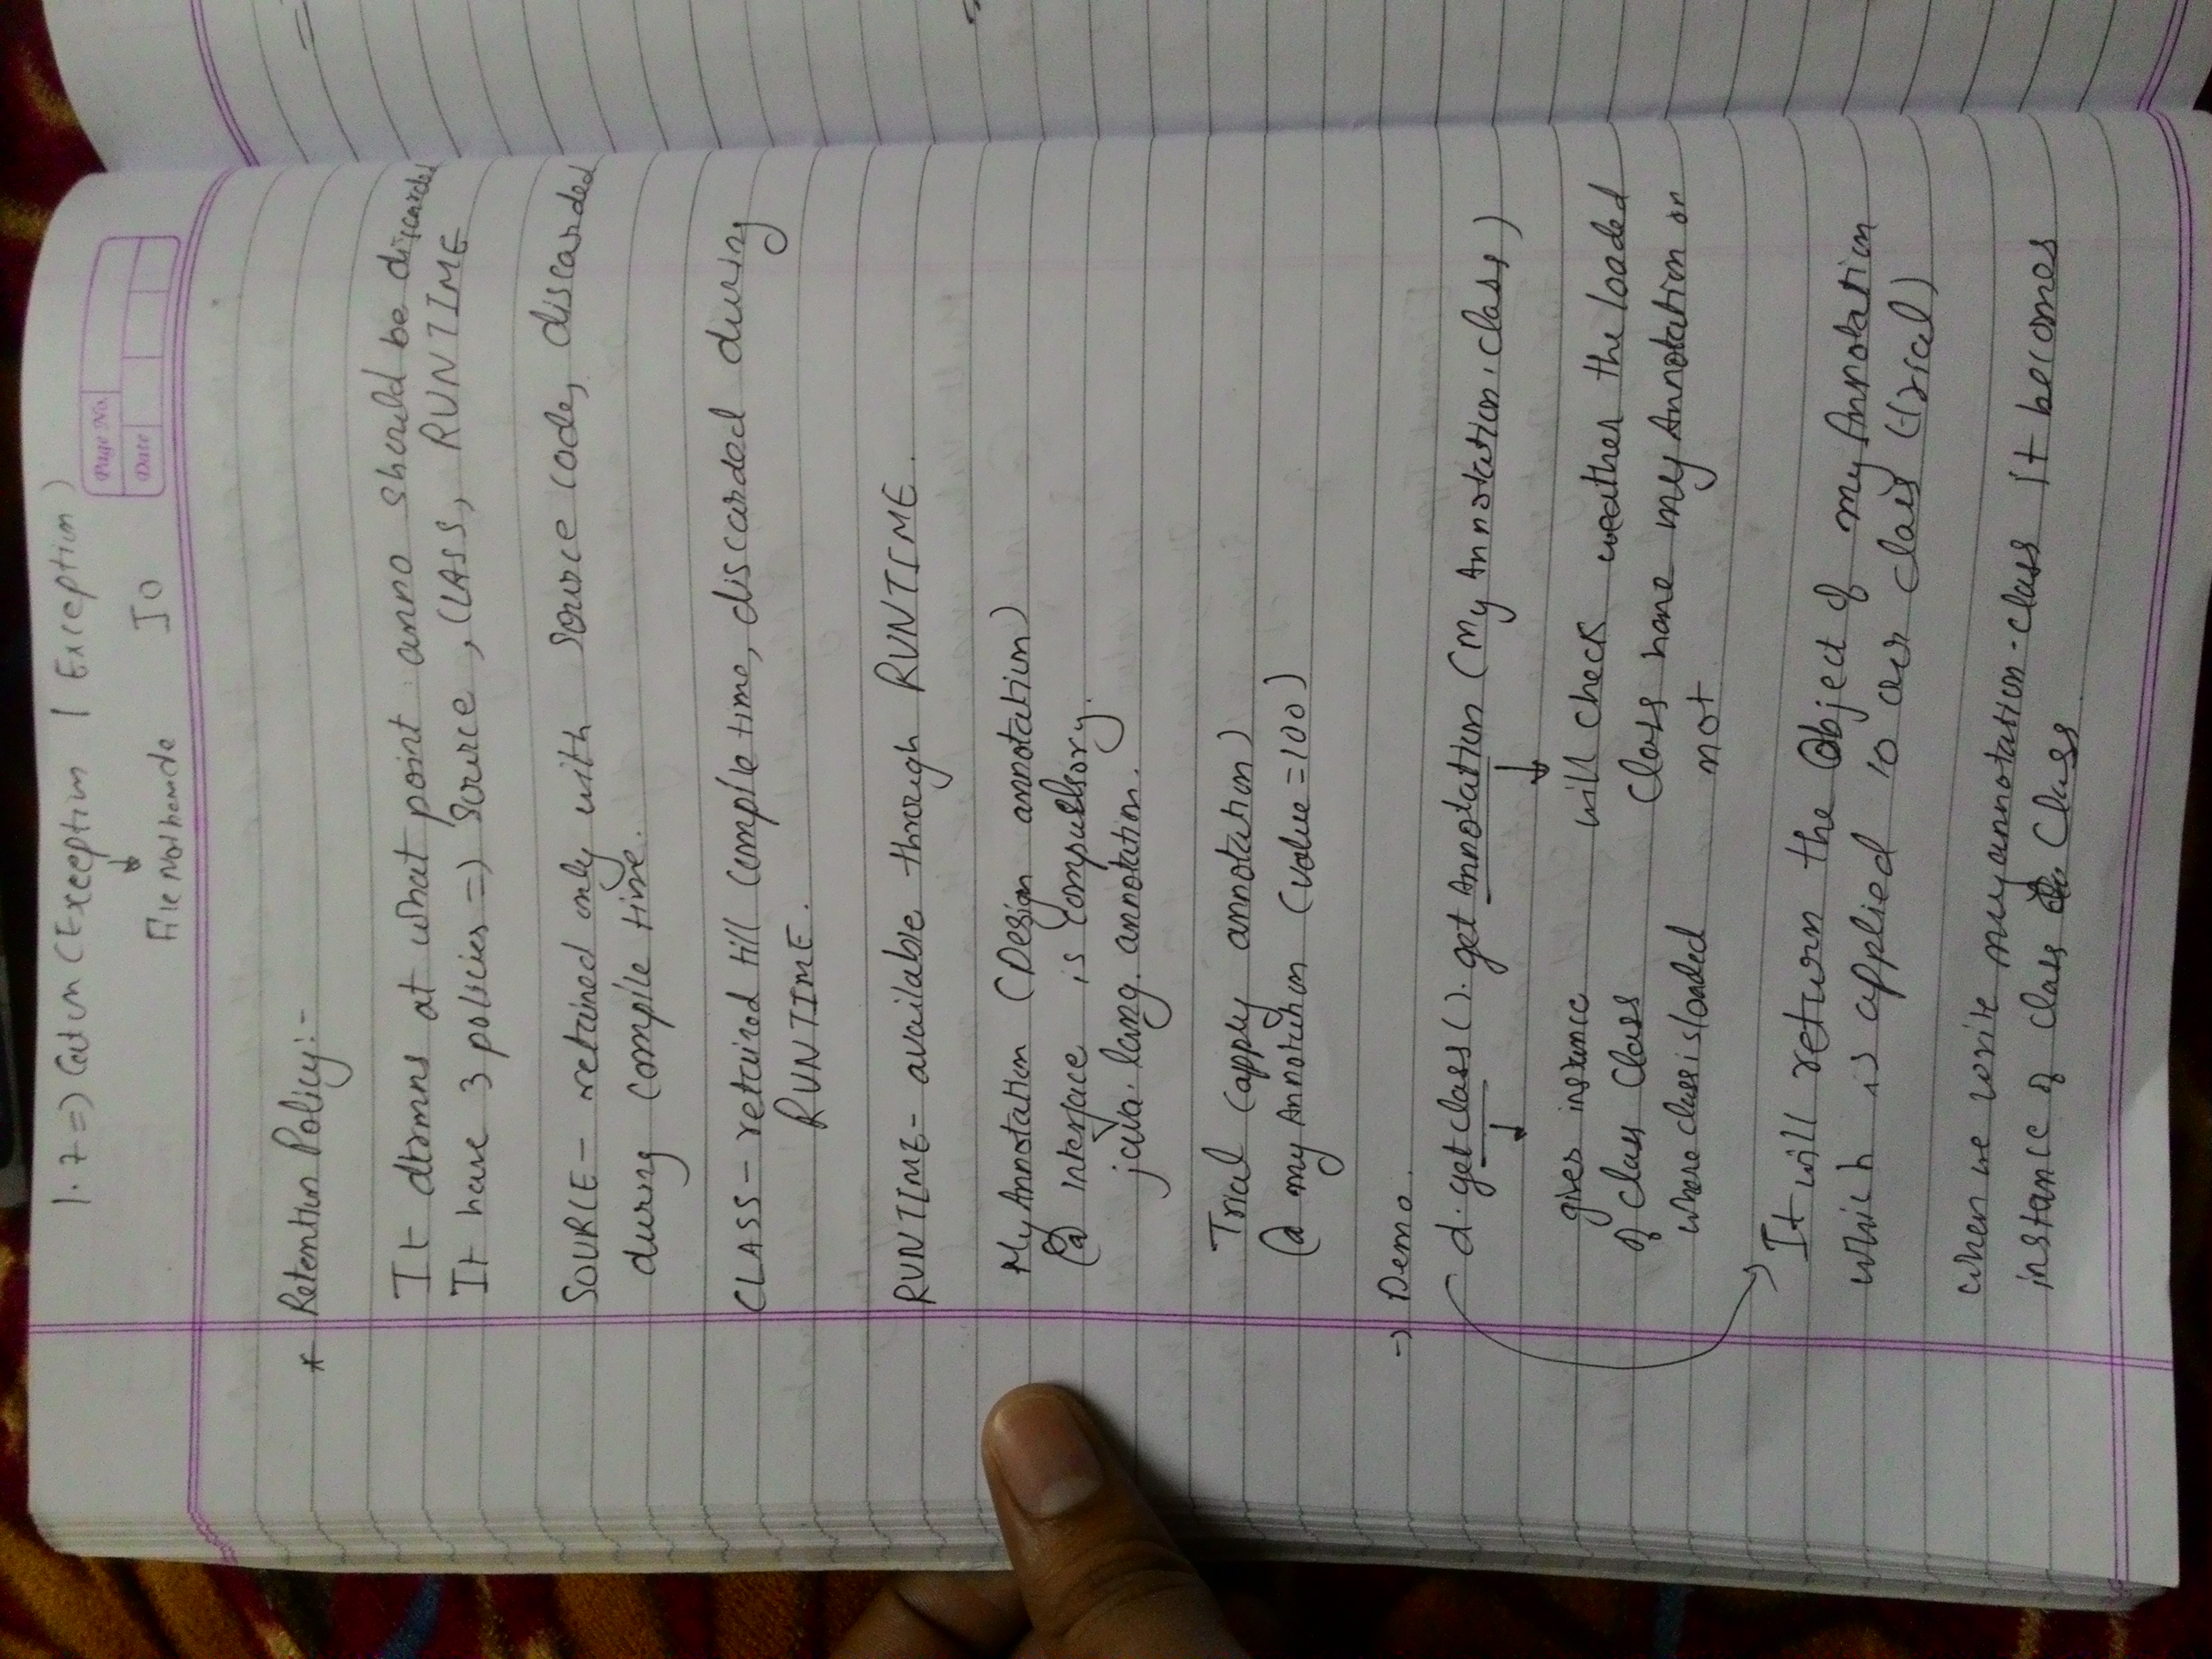 1.7 => Catch (Exception | Exception)
Page No.
↓
File Not IO
Date
* Retention Policy:-
It dtrmns at what point anno should be discarded
It have 3 policies => Source, CLASS, RUNTIME
SOURCE - retained only with source code, discarded
during compile time.
CLASS - retained till compile time, discarded during
RUNTIME.
RUNTIME - available through RUNTIME.
My Annotation (Design annotation)
@ interface is compullsory.
java.lang.annotation.
Trial (apply annotation)
@ my Annotation (value = 100)
-> Demo.
d.getclass().get Annotation (My Annotation.class)
↓ ↓
gives instance will check weather the loaded
of class Class class have my Annotation or
where class is loaded not
It will return the Object of my Annotation
which is applied to our class (trial)
when we write myannotation.class it becomes
instance of class Class